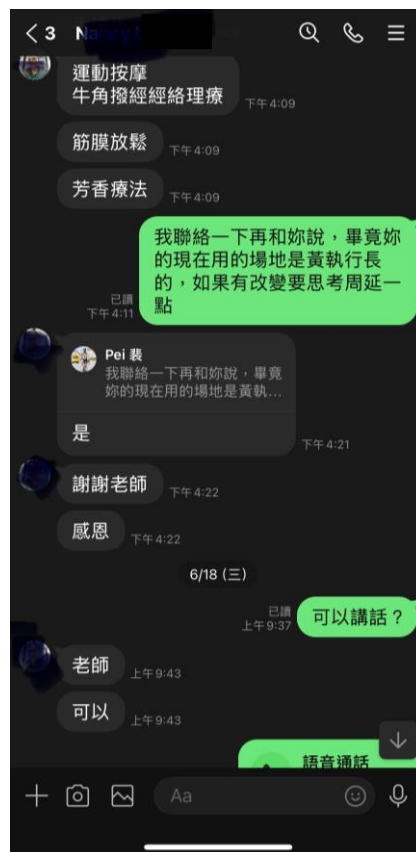 3
運動按摩
牛角撥經經絡理療
下午4:09
筋膜放鬆
下午4:09
芳香療法
下午4:09
我聯絡一下再和妳說，畢竟妳
的現在用的場地是黃執行長
的，如果有改變要思考周延一
點
已讀
下午4:11
Pei 裴
我聯絡一下再和妳說，畢竟
妳的現在用的場地是黃執...
是
下午4:21
謝謝老師
下午4:22
感恩
下午4:22
6/18 (三)
已讀
上午9:37
可以講話？
老師
上午9:43
可以
上午9:43
語音通話
Aa